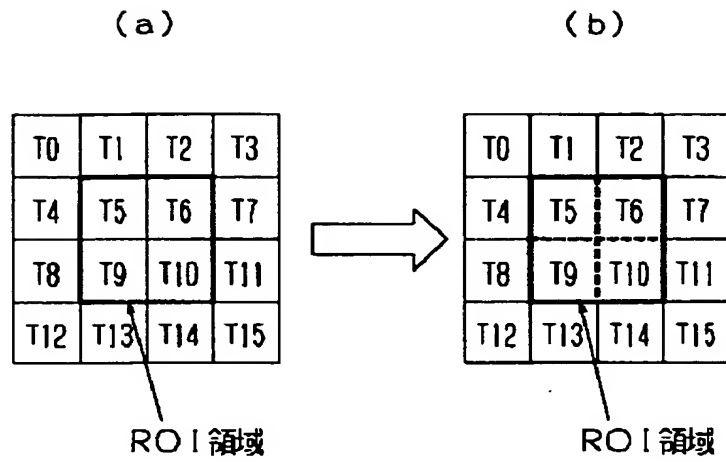 (a)
T0 T1 T2 T3
T4 T5 T6 T7
T8 T9 T10 T11
T12 T13 T14 T15
ROI領域
(b)
T0 T1 T2 T3
T4 T5 T6 T7
T8 T9 T10 T11
T12 T13 T14 T15
ROI領域